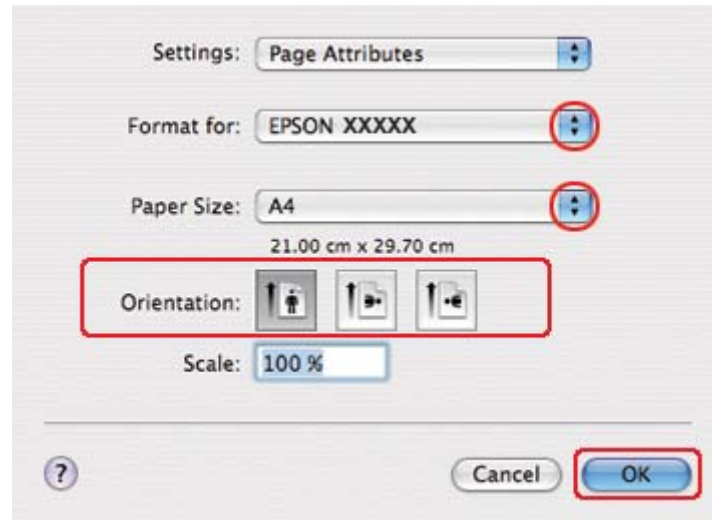 Settings: Page Attributes
Format for: EPSON XXXXX
Paper Size: A4
21.00 cm x 29.70 cm
Orientation:
Scale: 100 %
?
Cancel OK